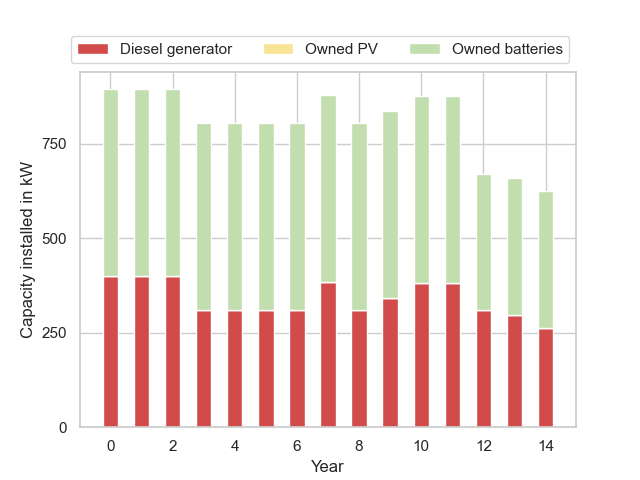 Diesel generator Owned PV Owned batteries
750
500
250
0
Capacity installed in kW
0 2 4 6 8 10 12 14
Year